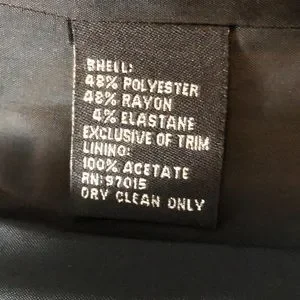 SHELL:
48% POLYESTER
48% RAYON
4% ELASTANE
EXCLUSIVE OF TRIM
LINING:
100% ACETATE
RN:97015
DRY CLEAN ONLY